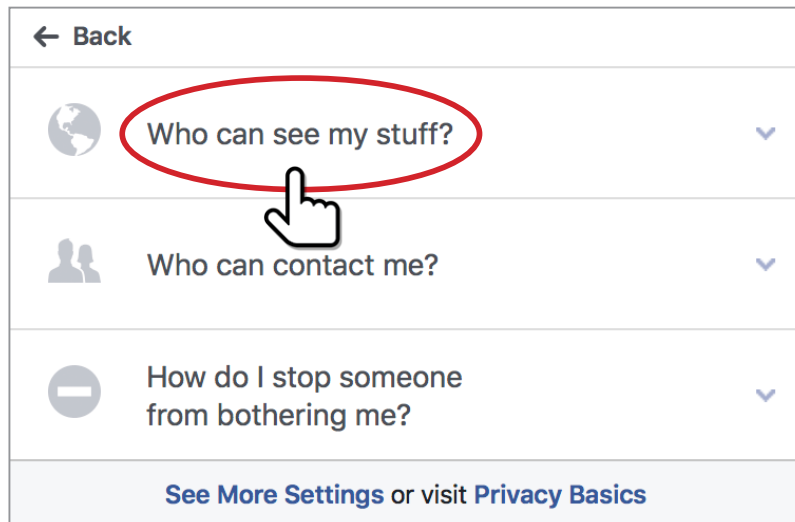 Back
Who can see my stuff?
Who can contact me?
How do I stop someone
from bothering me?
See More Settings or visit Privacy Basics